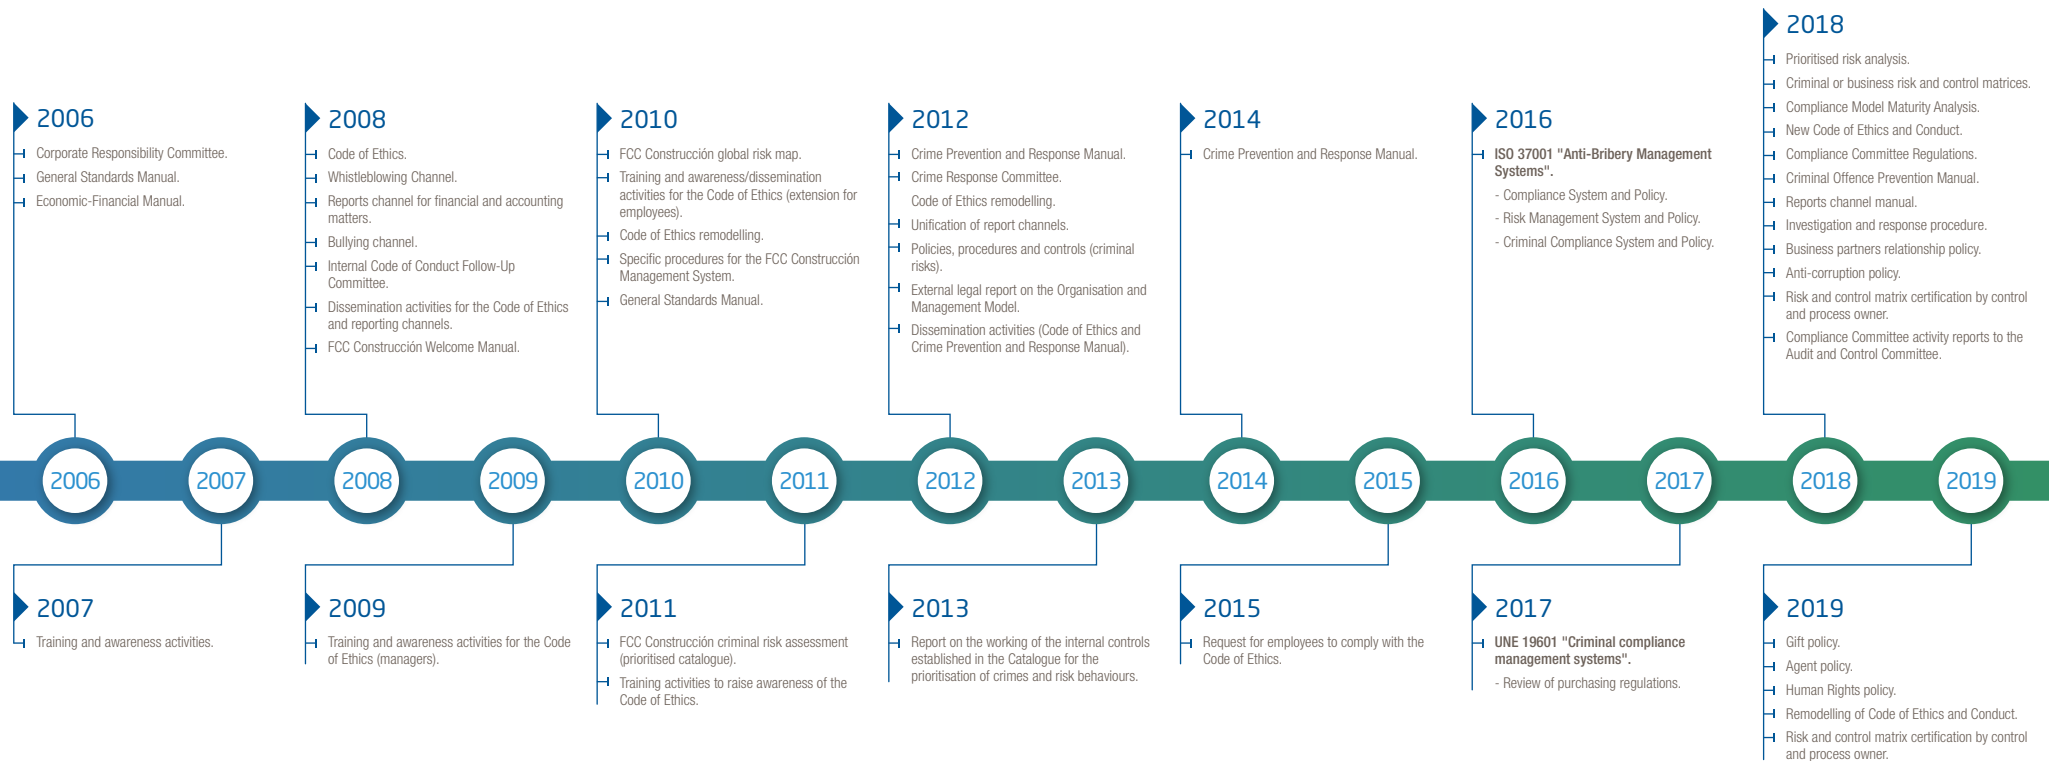 2006
Corporate Responsibility Committee.
General Standards Manual.
Economic-Financial Manual.
2008
Code of Ethics.
Whistleblowing Channel.
Reports channel for financial and accounting
matters.
Bullying channel.
Internal Code of Conduct Follow-Up
Committee.
Dissemination activities for the Code of Ethics
and reporting channels.
FCC Construcción Welcome Manual.
2010
FCC Construcción global risk map.
Training and awareness/dissemination
activities for the Code of Ethics (extension for
employees).
Code of Ethics remodelling.
Specific procedures for the FCC Construcción
Management System.
General Standards Manual.
2012
Crime Prevention and Response Manual.
Crime Response Committee.
Code of Ethics remodelling.
Unification of report channels.
Policies, procedures and controls (criminal
risks).
External legal report on the Organisation and
Management Model.
Dissemination activities (Code of Ethics and
Crime Prevention and Response Manual).
2014
Crime Prevention and Response Manual.
2016
ISO 37001 "Anti-Bribery Management
Systems".
- Compliance System and Policy.
- Risk Management System and Policy.
- Criminal Compliance System and Policy.
2018
Prioritised risk analysis.
Criminal or business risk and control matrices.
Compliance Model Maturity Analysis.
New Code of Ethics and Conduct.
Compliance Committee Regulations.
Criminal Offence Prevention Manual.
Reports channel manual.
Investigation and response procedure.
Business partners relationship policy.
Anti-corruption policy.
Risk and control matrix certification by control
and process owner.
Compliance Committee activity reports to the
Audit and Control Committee.
2006 2007 2008 2009 2010 2011 2012 2013 2014 2015 2016 2017 2018 2019
2007
Training and awareness activities.
2009
Training and awareness activities for the Code
of Ethics (managers).
2011
FCC Construcción criminal risk assessment
(prioritised catalogue).
Training activities to raise awareness of the
Code of Ethics.
2013
Report on the working of the internal controls
established in the Catalogue for the
prioritisation of crimes and risk behaviours.
2015
Request for employees to comply with the
Code of Ethics.
2017
UNE 19601 "Criminal compliance
management systems".
- Review of purchasing regulations.
2019
Gift policy.
Agent policy.
Human Rights policy.
Remodelling of Code of Ethics and Conduct.
Risk and control matrix certification by control
and process owner.